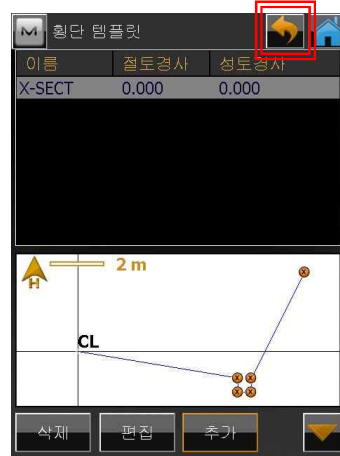 횡단 템플릿
이름 절토경사 성토경사
X-SECT 0.000 0.000
2 m
H
CL
삭제 편집 추가